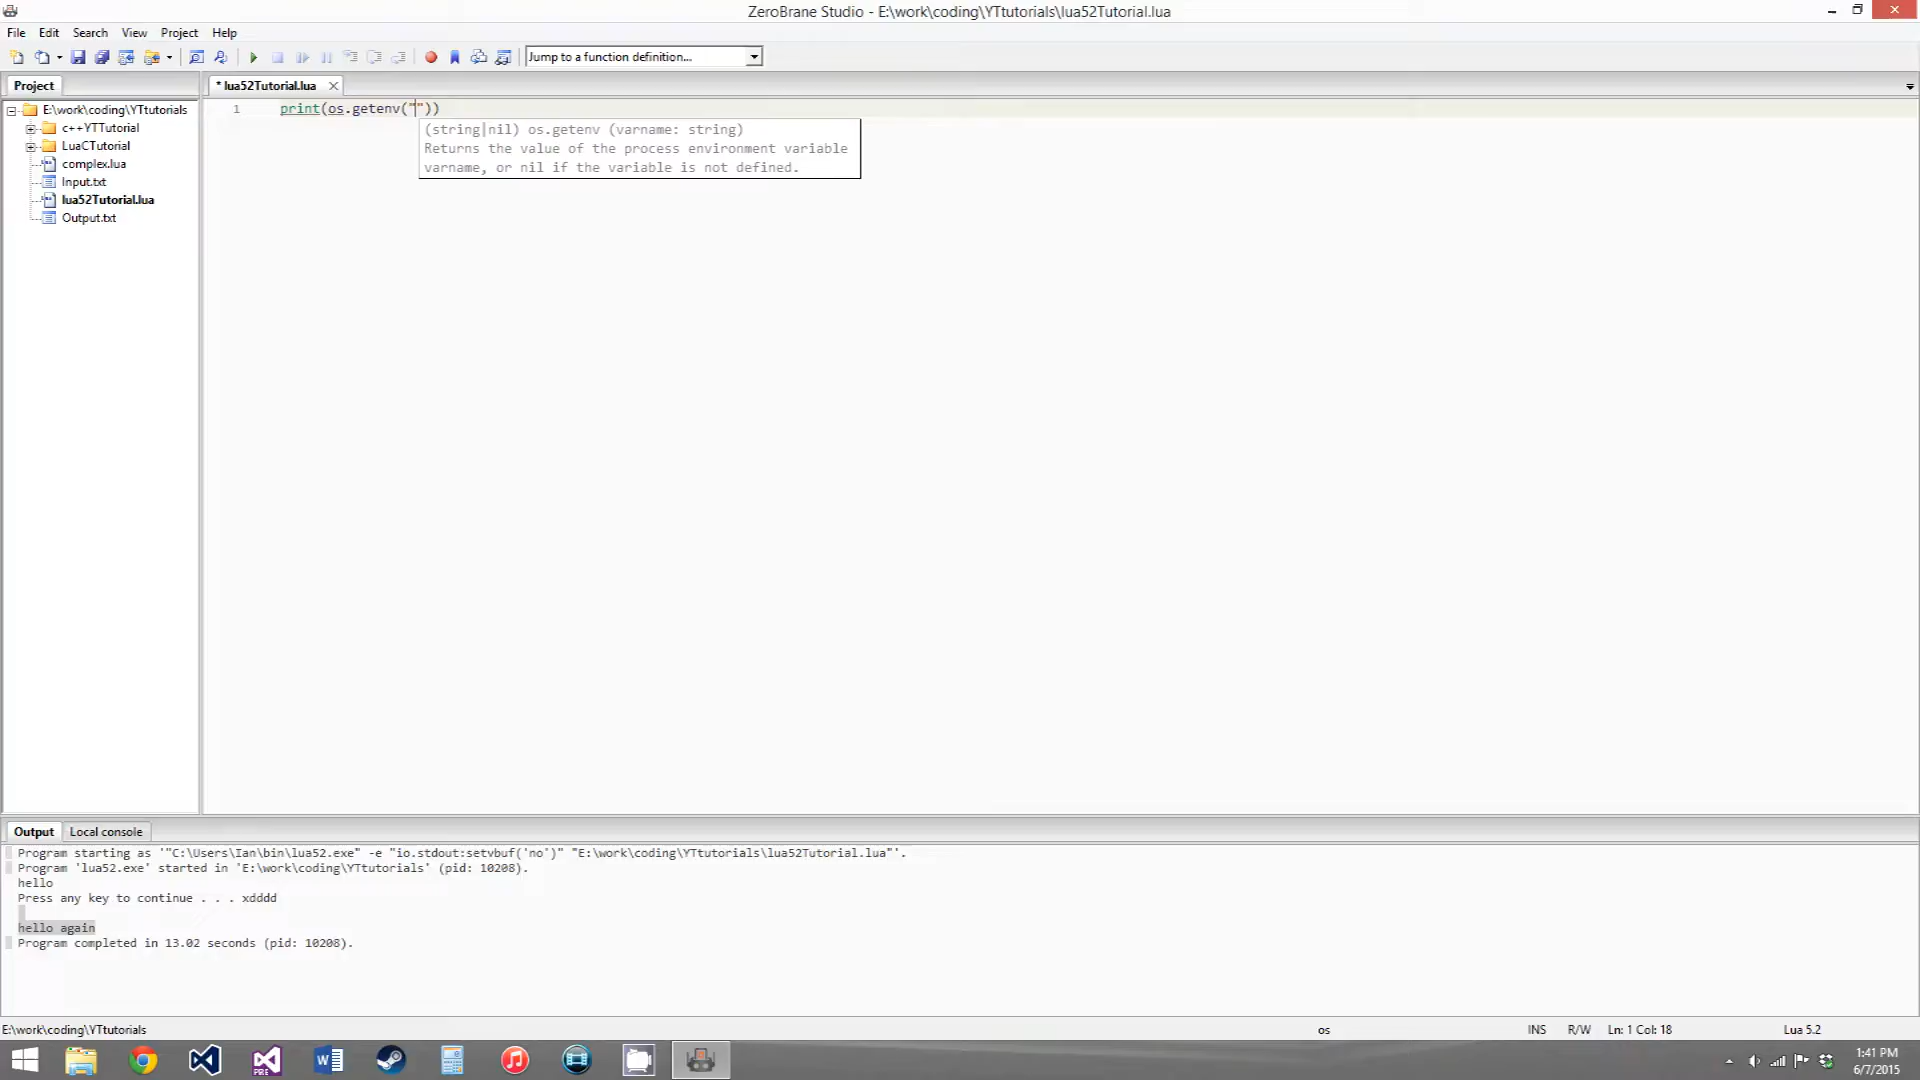 ZeroBrane Studio - E:\work\coding\YTtutorials\lua52Tutorial.lua
File Edit Search View Project Help
Jump to a function definition...
Project
* lua52Tutorial.lua
E:\work\coding\YTtutorials
c++YTTutorial
LuaCTutorial
complex.lua
Input.txt
lua52Tutorial.lua
Output.txt
1 print(os.getenv(""))
(string|nil) os.getenv (varname: string)
Returns the value of the process environment variable
varname, or nil if the variable is not defined.
Output Local console
Program starting as '"C:\Users\Ian\bin\lua52.exe" -e "io.stdout:setvbuf('no')" "E:\work\coding\YTtutorials\lua52Tutorial.lua"'.
Program 'lua52.exe' started in 'E:\work\coding\YTtutorials' (pid: 10208).
hello
Press any key to continue . . . xdddd
hello again
Program completed in 13.02 seconds (pid: 10208).
E:\work\coding\YTtutorials os INS R/W Ln: 1 Col: 18 Lua 5.2
PRE
1:41 PM
6/7/2015